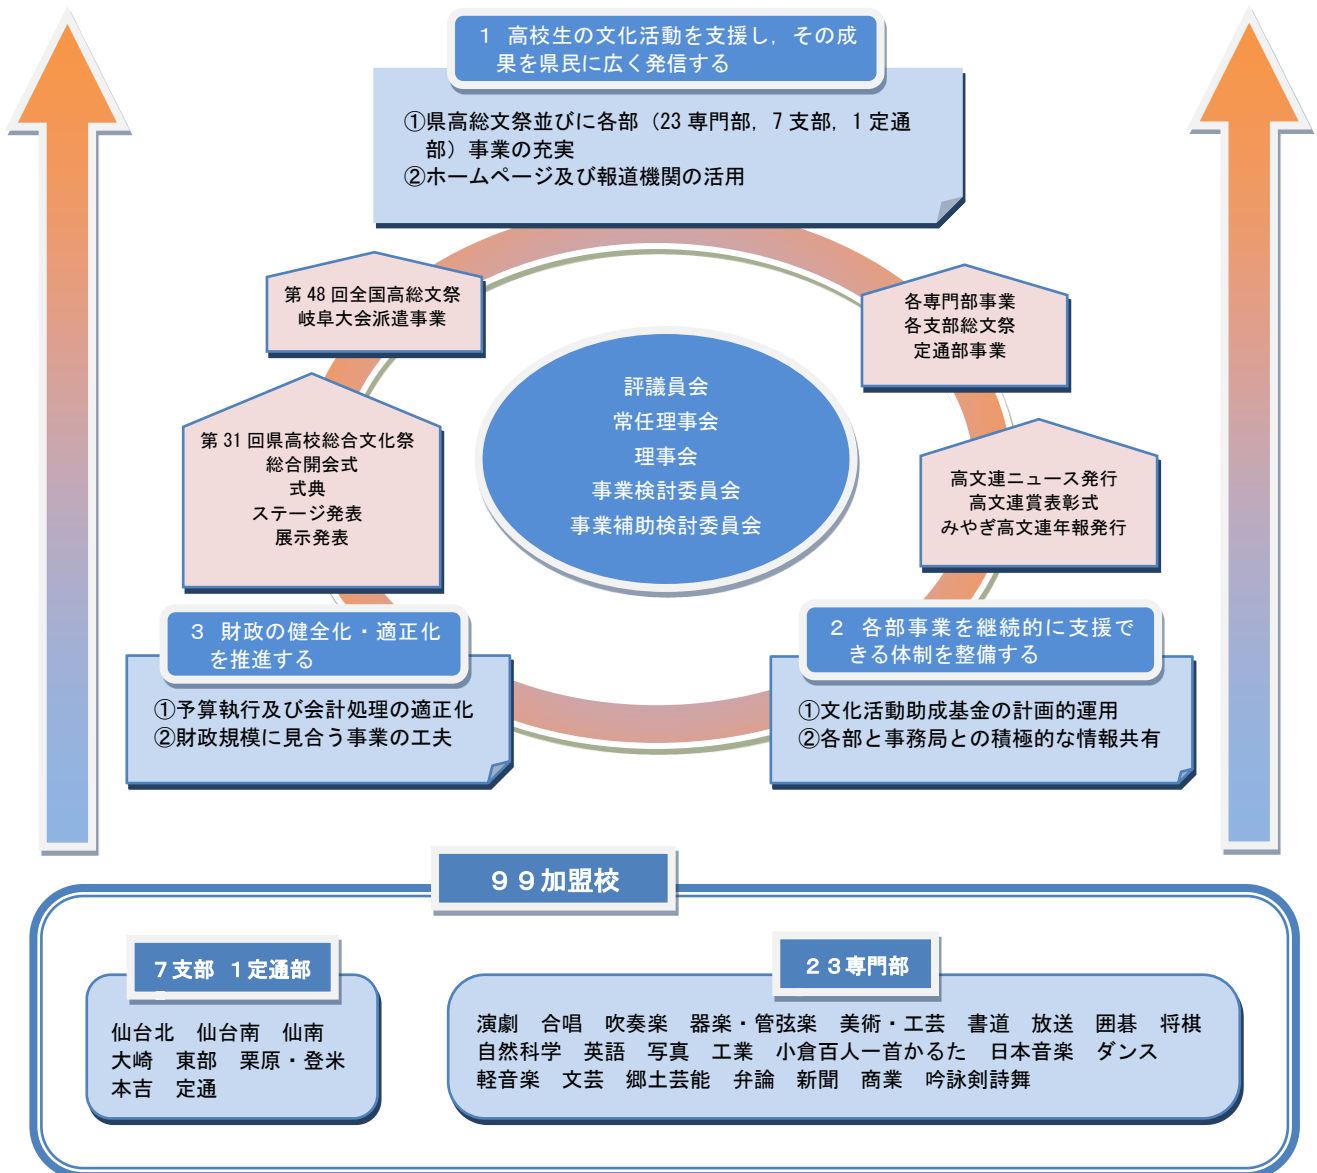 1 高校生の文化活動を支援し，その成
果を県民に広く発信する
①県高総文祭並びに各部（23 専門部，7 支部，1 定通
部）事業の充実
②ホームページ及び報道機関の活用
第 48 回全国高総文祭
岐阜大会派遣事業
各専門部事業
各支部総文祭
定通部事業
評議員会
常任理事会
理事会
事業検討委員会
事業補助検討委員会
第 31 回県高校総合文化祭
総合開会式
式典
ステージ発表
展示発表
高文連ニュース発行
高文連賞表彰式
みやぎ高文連年報発行
3 財政の健全化・適正化
を推進する
①予算執行及び会計処理の適正化
②財政規模に見合う事業の工夫
2 各部事業を継続的に支援で
きる体制を整備する
①文化活動助成基金の計画的運用
②各部と事務局との積極的な情報共有
９９加盟校
７支部 １定通部
仙台北 仙台南 仙南
大崎 東部 栗原・登米
本吉 定通
２３専門部
演劇 合唱 吹奏楽 器楽・管弦楽 美術・工芸 書道 放送 囲碁 将棋
自然科学 英語 写真 工業 小倉百人一首かるた 日本音楽 ダンス
軽音楽 文芸 郷土芸能 弁論 新聞 商業 吟詠剣詩舞